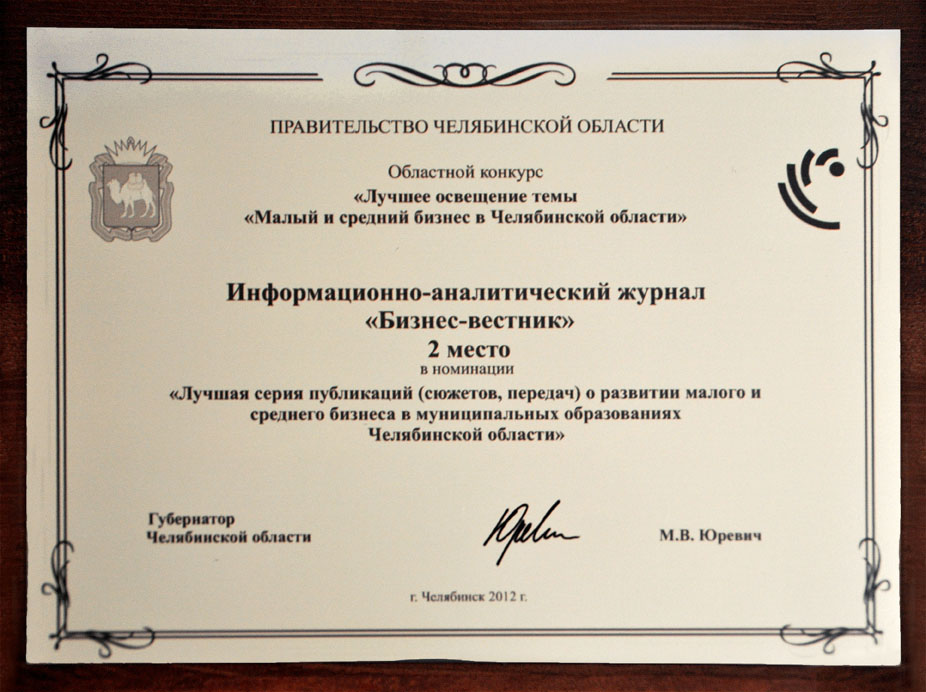 ПРАВИТЕЛЬСТВО ЧЕЛЯБИНСКОЙ ОБЛАСТИ
Областной конкурс
«Лучшее освещение темы
«Малый и средний бизнес в Челябинской области»
Информационно-аналитический журнал
«Бизнес-вестник»
2 место
в номинации
«Лучшая серия публикаций (сюжетов, передач) о развитии малого и
среднего бизнеса в муниципальных образованиях
Челябинской области»
Губернатор
Челябинской области
Юревич
М.В. Юревич
г. Челябинск 2012 г.